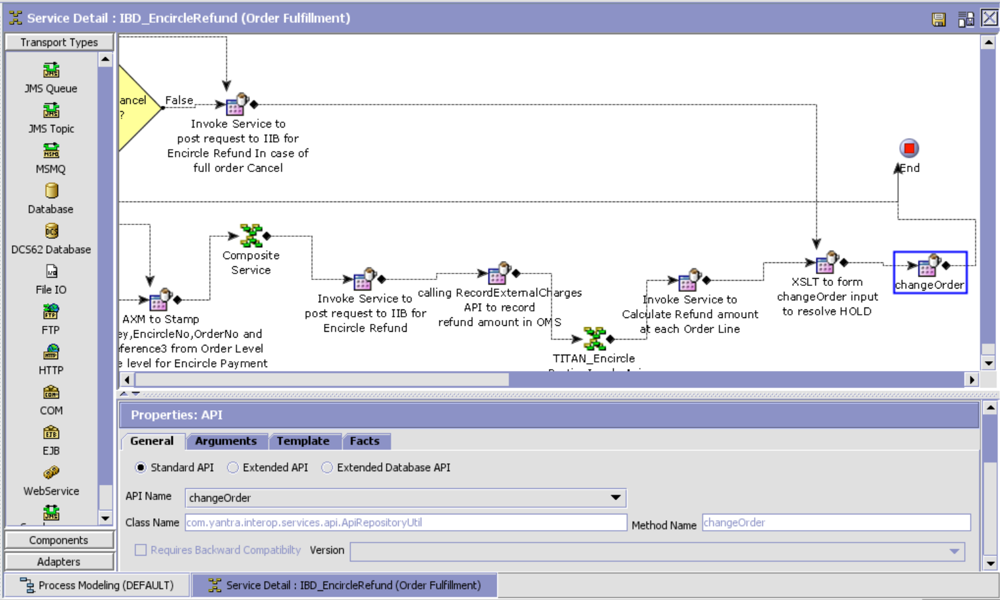 Service Detail : IBD_EncircleRefund (Order Fulfillment)
Transport Types
JMS Queue
JMS Topic
MSMQ
Database
DCS62 Database
File IO
FTP
HTTP
COM
EJB
WebService
Components
Adapters
ancel
?
False
Invoke Service to
post request to IIB for
Encircle Refund In case of
full order Cancel
End
AXM to Stamp
ey,EncircleNo,OrderNo and
ference3 from Order Level
e level for Encircle Payment
Composite
Service
Invoke Service to
post request to IIB for
Encircle Refund
calling RecordExternalCharges
API to record
refund amount in OMS
TITAN_Encircle
Invoke Service to
Calculate Refund amount
at each Order Line
XSLT to form
changeOrder input
to resolve HOLD
changeOrder
Properties: API
General Arguments Template Facts
Standard API Extended API Extended Database API
API Name changeOrder
Class Name com.yantra.interop.services.api.ApiRepositoryUtil Method Name changeOrder
Requires Backward Compatibilty Version
Process Modeling (DEFAULT) Service Detail : IBD_EncircleRefund (Order Fulfillment)